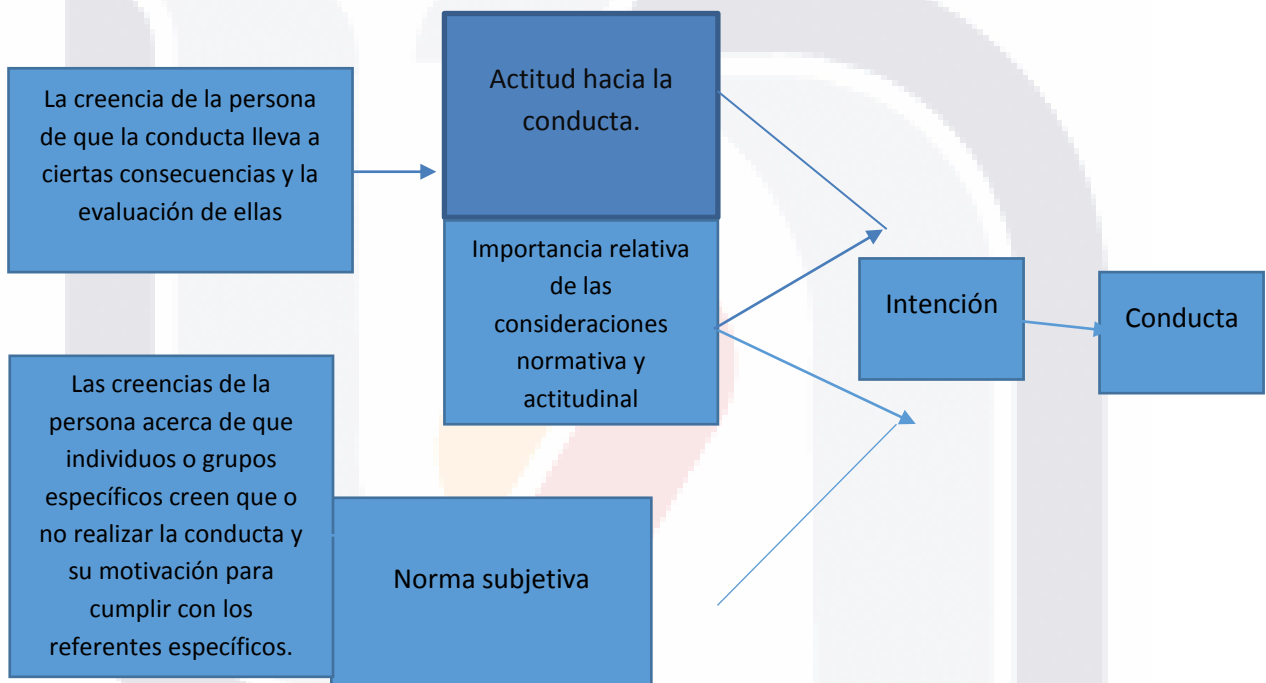 La creencia de la persona
de que la conducta lleva a
ciertas consecuencias y la
evaluación de ellas
Actitud hacia la
conducta.
Importancia relativa
de las
consideraciones
normativa y
actitudinal
Intención
Conducta
Las creencias de la
persona acerca de que
individuos o grupos
específicos creen que o
no realizar la conducta y
su motivación para
cumplir con los
referentes específicos.
Norma subjetiva